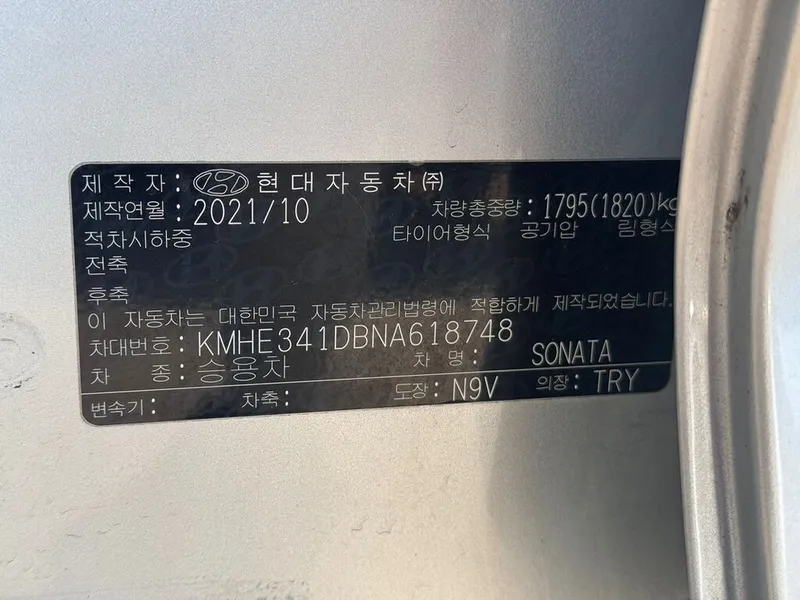 제작자: 현대자동차(주)
제작연월: 2021/10 차량총중량: 1795(1820)kg
적차시하중 타이어형식 공기압 림형식
전축
후축
이 자동차는 대한민국 자동차관리법령에 적합하게 제작되었습니다.
차대번호: KMHE341DBNA618748
차 종: 승용차 차 명: SONATA
변속기: 차축: 도장: N9V 의장: TRY